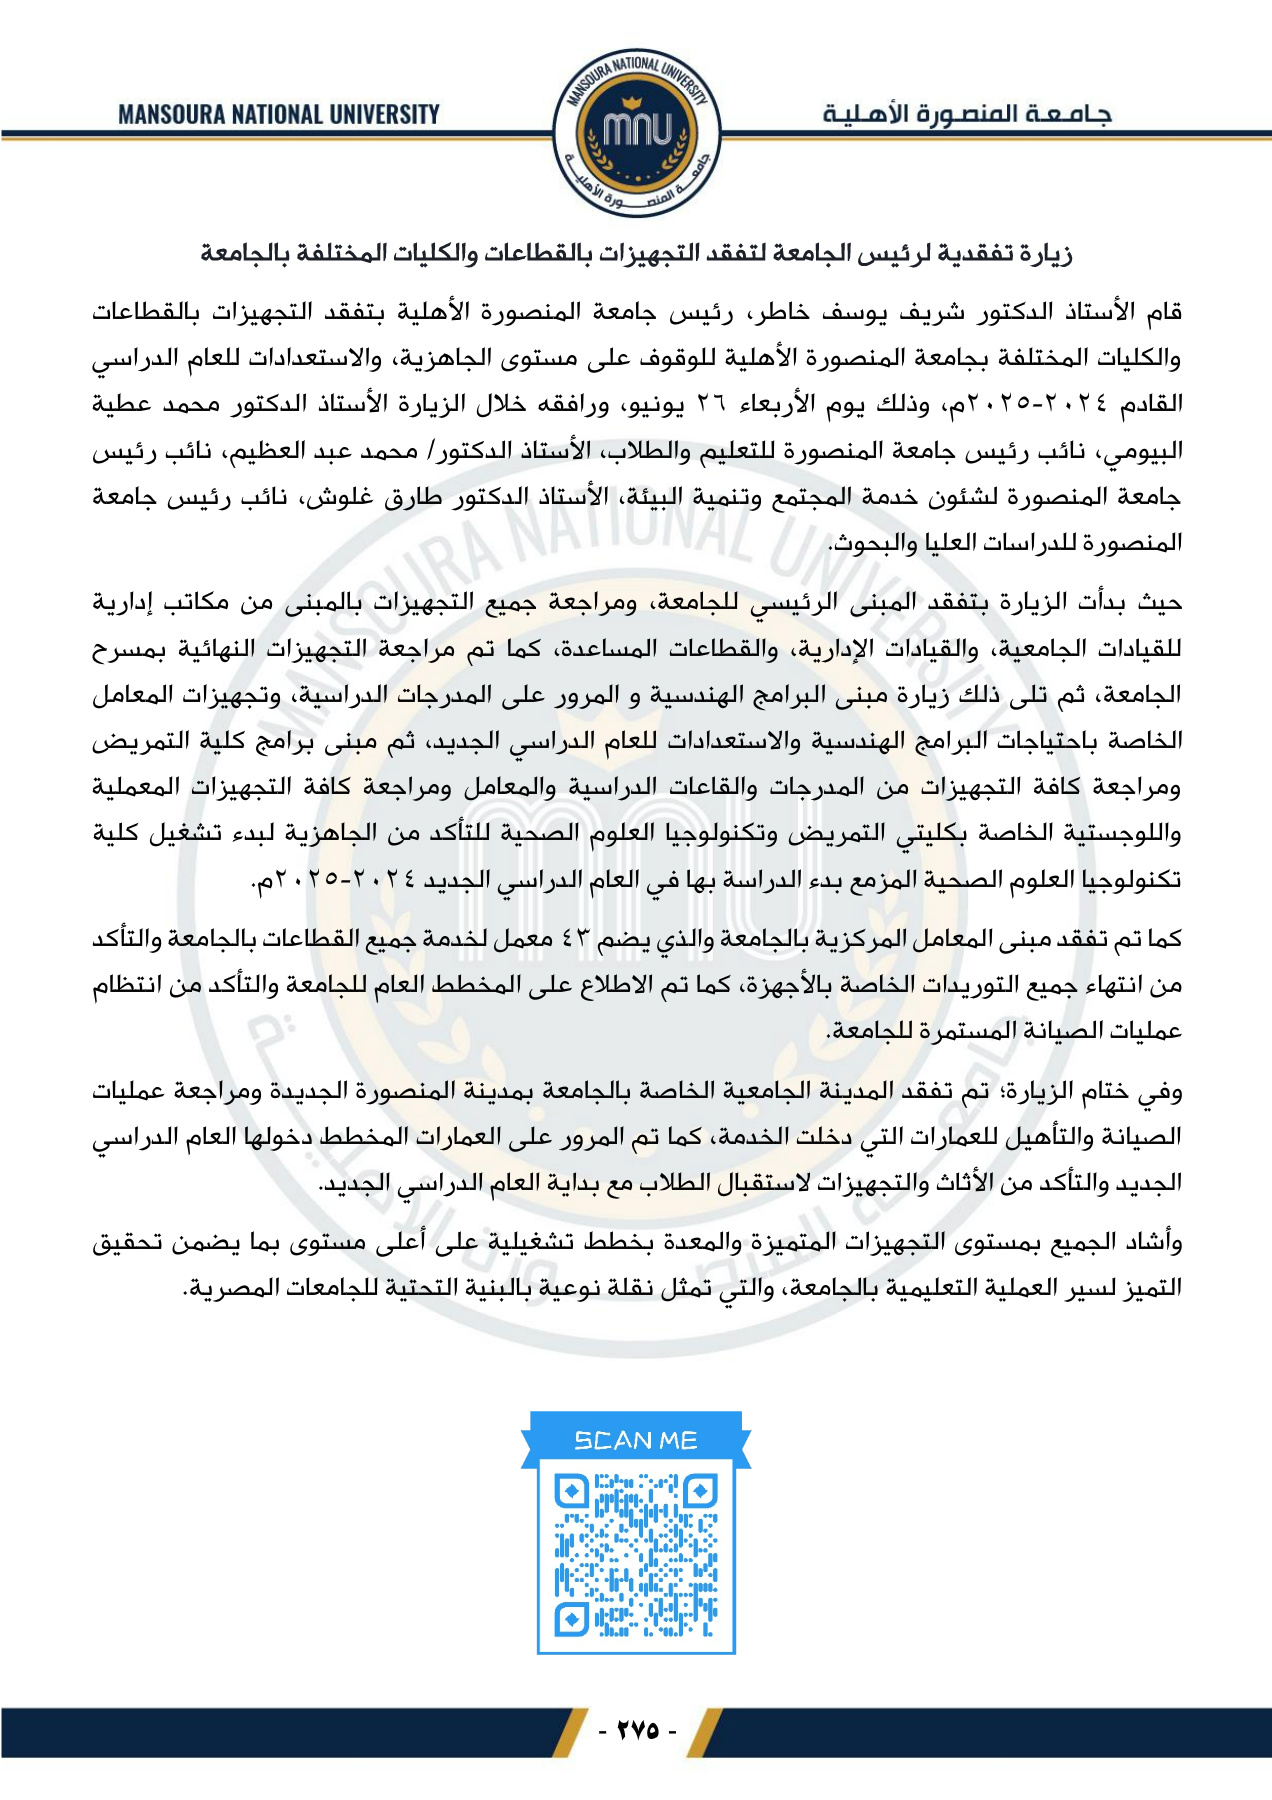 MANSOURA NATIONAL UNIVERSITY
جامعة المنصورة الأهلية
MANSOURA NATIONAL UNIVERSITY
mnu
جامعة المنصورة الأهلية
زيارة تفقدية لرئيس الجامعة لتفقد التجهيزات بالقطاعات والكليات المختلفة بالجامعة
قام الأستاذ الدكتور شريف يوسف خاطر، رئيس جامعة المنصورة الأهلية بتفقد التجهيزات بالقطاعات
والكليات المختلفة بجامعة المنصورة الأهلية للوقوف على مستوى الجاهزية، والاستعدادات للعام الدراسي
القادم ٢٠٢٤-٢٠٢٥م، وذلك يوم الأربعاء ٢٦ يونيو، ورافقه خلال الزيارة الأستاذ الدكتور محمد عطية
البيومي، نائب رئيس جامعة المنصورة للتعليم والطلاب، الأستاذ الدكتور/ محمد عبد العظيم، نائب رئيس
جامعة المنصورة لشئون خدمة المجتمع وتنمية البيئة، الأستاذ الدكتور طارق غلوش، نائب رئيس جامعة
المنصورة للدراسات العليا والبحوث.
حيث بدأت الزيارة بتفقد المبنى الرئيسي للجامعة، ومراجعة جميع التجهيزات بالمبنى من مكاتب إدارية
للقيادات الجامعية، والقيادات الإدارية، والقطاعات المساعدة، كما تم مراجعة التجهيزات النهائية بمسرح
الجامعة، ثم تلى ذلك زيارة مبنى البرامج الهندسية و المرور على المدرجات الدراسية، وتجهيزات المعامل
الخاصة باحتياجات البرامج الهندسية والاستعدادات للعام الدراسي الجديد، ثم مبنى برامج كلية التمريض
ومراجعة كافة التجهيزات من المدرجات والقاعات الدراسية والمعامل ومراجعة كافة التجهيزات المعملية
واللوجستية الخاصة بكليتي التمريض وتكنولوجيا العلوم الصحية للتأكد من الجاهزية لبدء تشغيل كلية
تكنولوجيا العلوم الصحية المزمع بدء الدراسة بها في العام الدراسي الجديد ٢٠٢٤-٢٠٢٥م.
كما تم تفقد مبنى المعامل المركزية بالجامعة والذي يضم ٤٣ معمل لخدمة جميع القطاعات بالجامعة والتأكد
من انتهاء جميع التوريدات الخاصة بالأجهزة، كما تم الاطلاع على المخطط العام للجامعة والتأكد من انتظام
عمليات الصيانة المستمرة للجامعة.
وفي ختام الزيارة؛ تم تفقد المدينة الجامعية الخاصة بالجامعة بمدينة المنصورة الجديدة ومراجعة عمليات
الصيانة والتأهيل للعمارات التي دخلت الخدمة، كما تم المرور على العمارات المخطط دخولها العام الدراسي
الجديد والتأكد من الأثاث والتجهيزات لاستقبال الطلاب مع بداية العام الدراسي الجديد.
وأشاد الجميع بمستوى التجهيزات المتميزة والمعدة بخطط تشغيلية على أعلى مستوى بما يضمن تحقيق
التميز لسير العملية التعليمية بالجامعة، والتي تمثل نقلة نوعية بالبنية التحتية للجامعات المصرية.
SCAN ME
- ٢٧٥ -